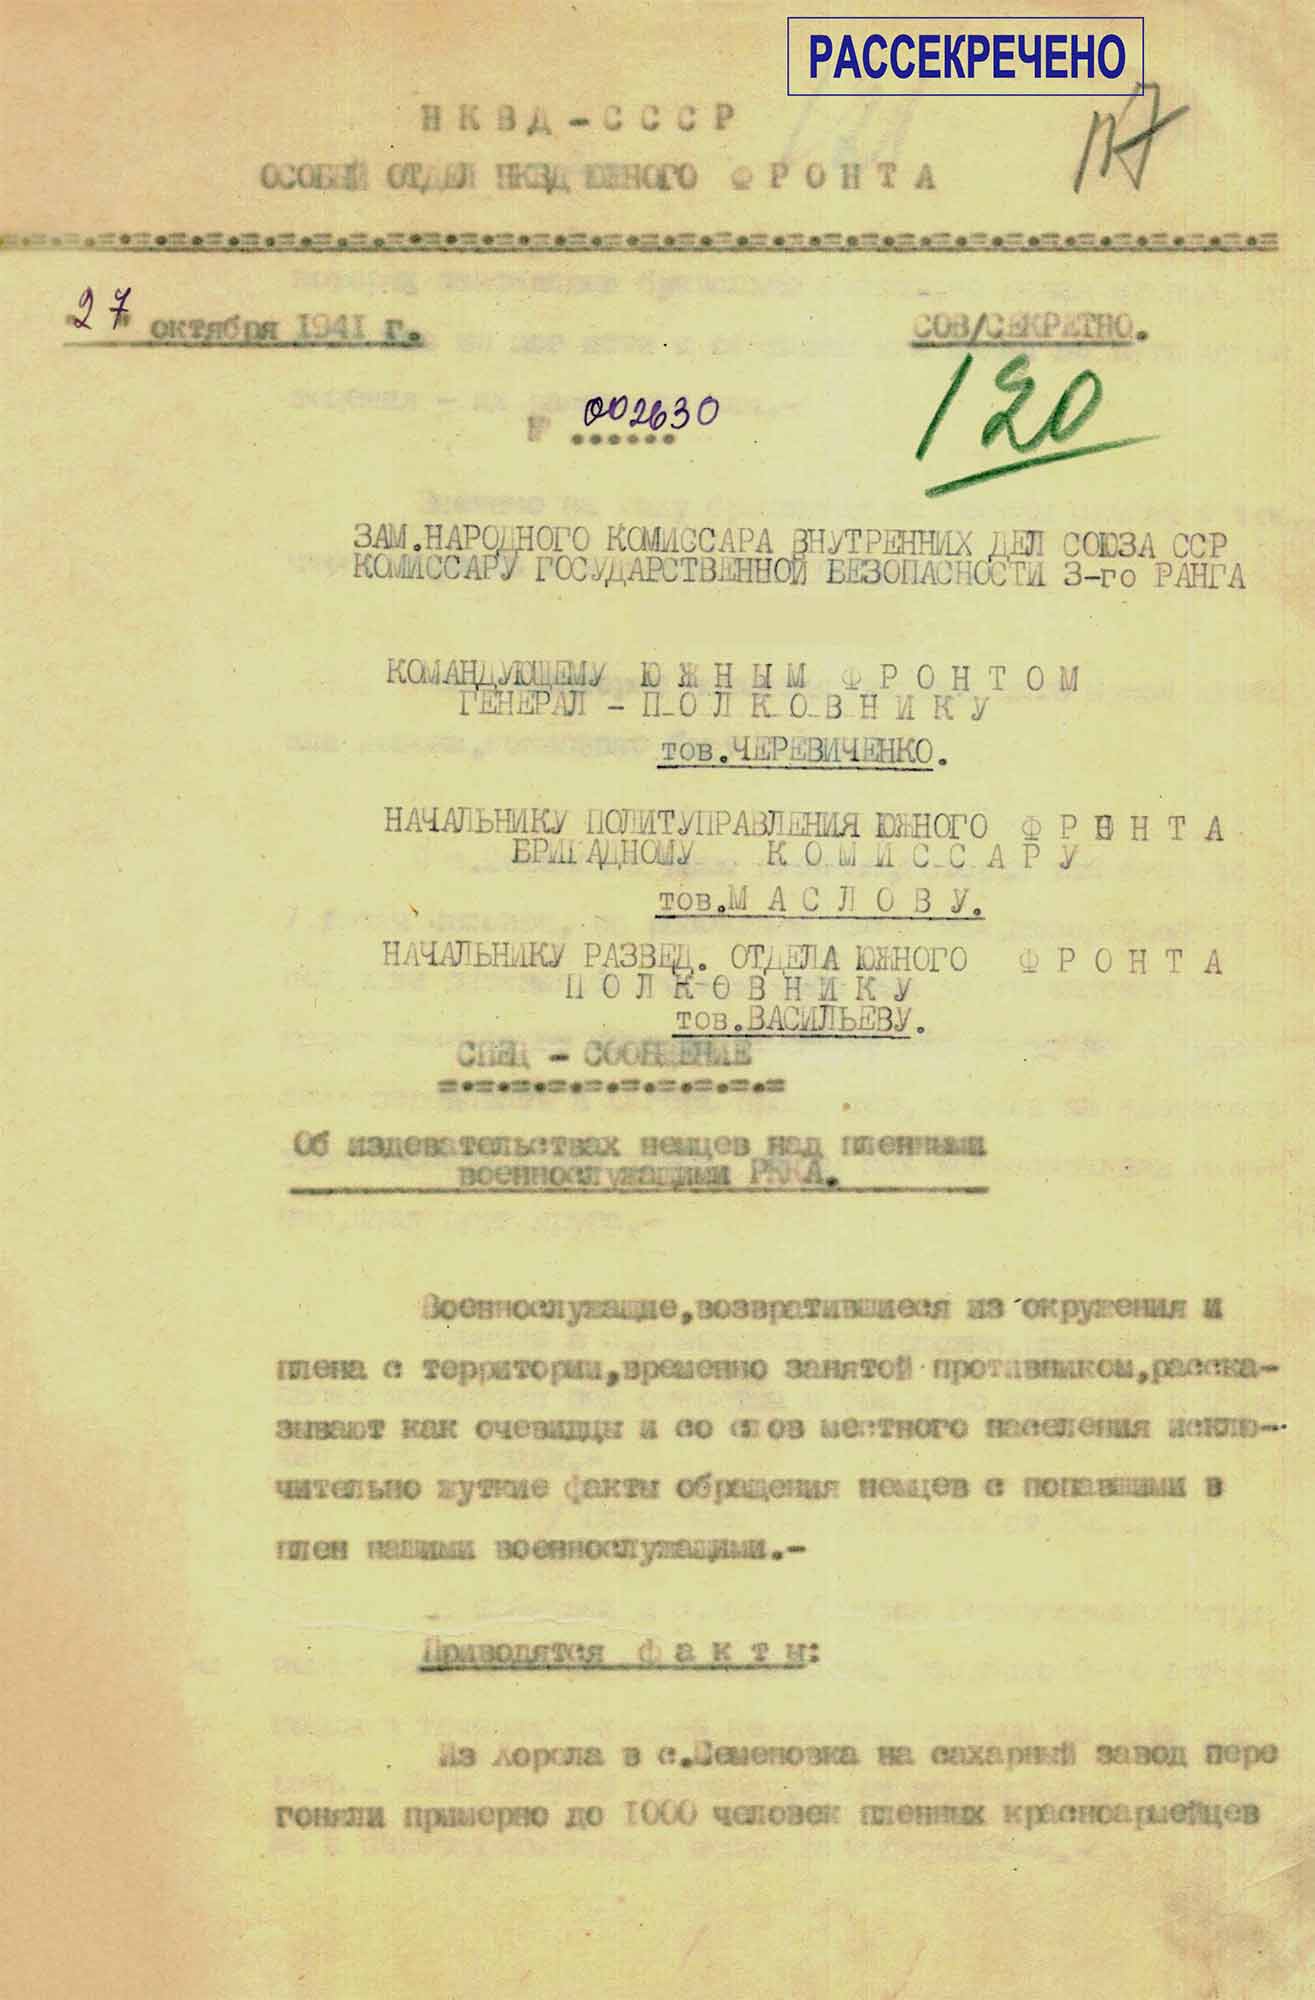 РАССЕКРЕЧЕНО
НКВД - СССР
ОСОБЫЙ ОТДЕЛ НКВД ЮЖНОГО ФРОНТА
"27" октября 1941 г.
СОВ/СЕКРЕТНО.
№ 002630
120
ЗАМ.НАРОДНОГО КОМИССАРА ВНУТРЕННИХ ДЕЛ СОЮЗА ССР
КОМИССАРУ ГОСУДАРСТВЕННОЙ БЕЗОПАСНОСТИ 3-го РАНГА
КОМАНДУЮЩЕМУ ЮЖНЫМ ФРОНТОМ
ГЕНЕРАЛ - ПОЛКОВНИКУ
тов.ЧЕРЕВИЧЕНКО.
НАЧАЛЬНИКУ ПОЛИТУПРАВЛЕНИЯ ЮЖНОГО ФРОНТА
БРИГАДНОМУ КОМИССАРУ
тов.МАСЛОВУ.
НАЧАЛЬНИКУ РАЗВЕД. ОТДЕЛА ЮЖНОГО ФРОНТА
ПОЛКОВНИКУ
тов.ВАСИЛЬЕВУ.
СПЕЦ - СООБЩЕНИЕ
Об издевательствах немцев над пленными
военнослужащими РККА.
Военнослужащие,возвратившиеся из окружения и
плена с территории,временно занятой противником,расска-
зывают как очевидцы и со слов местного населения исклю-
чительно жуткие факты обращения немцев с попавшими в
плен нашими военнослужащими.-
Приводятся факты:
Из Хорола в с.Семеновка на сахарный завод пере
гоняли примерно до 1000 человек пленных красноармейцев